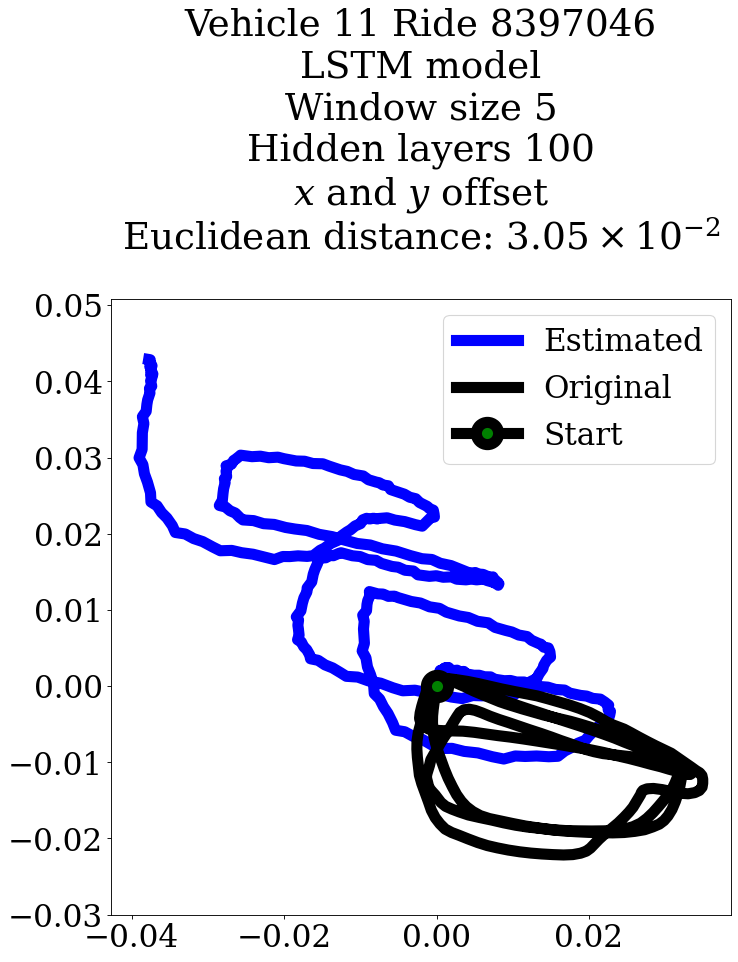 Vehicle 11 Ride 8397046
LSTM model
Window size 5
Hidden layers 100
x and y offset
Euclidean distance: 3.05 × 10⁻²
0.05
0.04
0.03
0.02
0.01
0.00
−0.01
−0.02
−0.03
Estimated
Original
Start
−0.04 −0.02 0.00 0.02